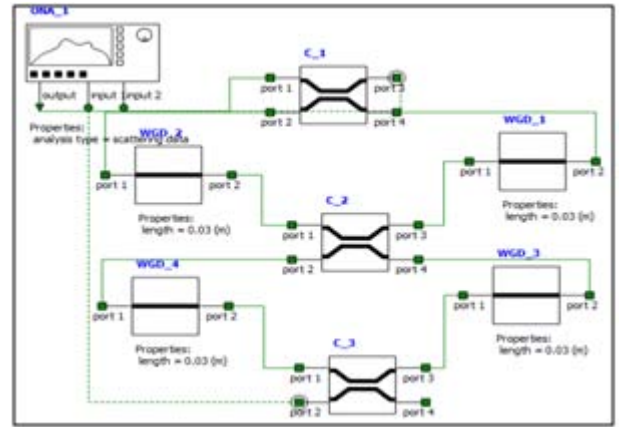 ONA_1
C_1
output
input 1
input 2
port 1
port 3
port 2
port 4
Properties:
analysis type = scattering data
WGD_2
WGD_1
port 1
port 2
port 1
port 2
Properties:
length = 0.03 (m)
Properties:
length = 0.03 (m)
C_2
port 1
port 3
port 2
port 4
WGD_4
WGD_3
port 1
port 2
port 1
port 2
Properties:
length = 0.03 (m)
Properties:
length = 0.03 (m)
C_3
port 1
port 3
port 2
port 4